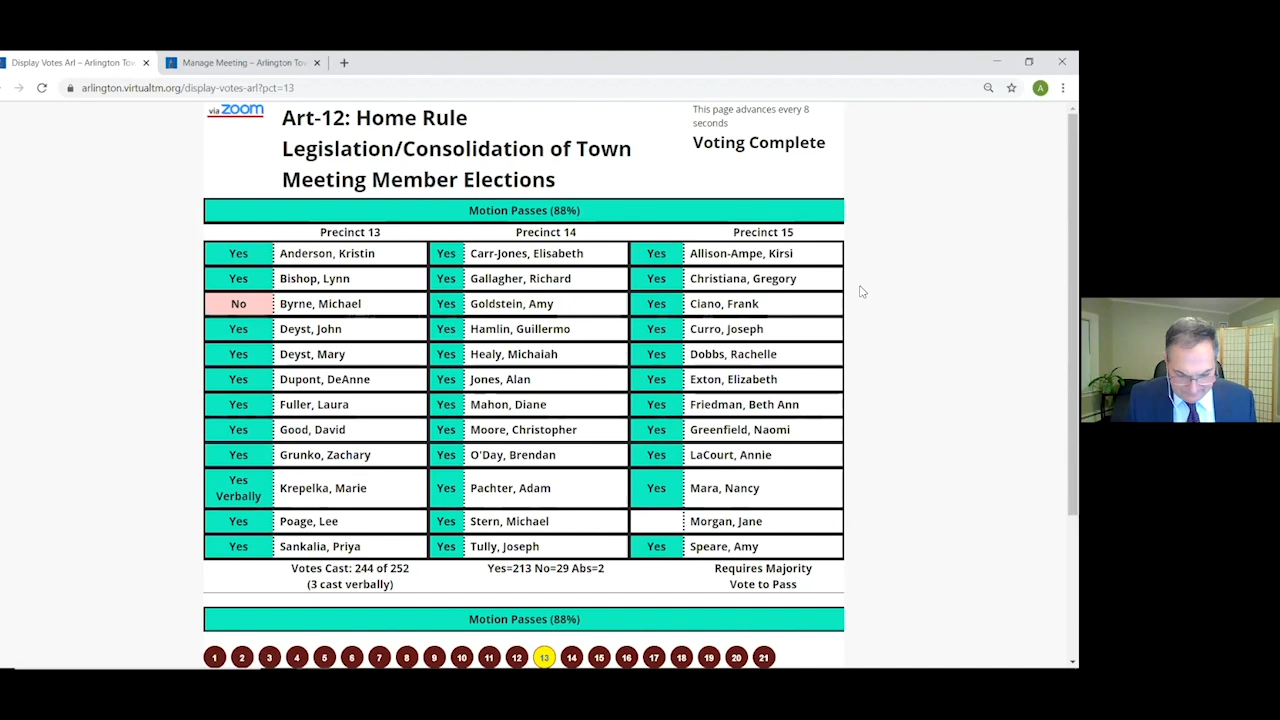 Display Votes Arl – Arlington Tow
Manage Meeting – Arlington Tow
arlington.virtualtm.org/display-votes-arl?pct=13
A
via zoom
Art-12: Home Rule
Legislation/Consolidation of Town
Meeting Member Elections
This page advances every 8
seconds
Voting Complete
Motion Passes (88%)
Precinct 13 Precinct 14 Precinct 15
Yes Anderson, Kristin Yes Carr-Jones, Elisabeth Yes Allison-Ampe, Kirsi
Yes Bishop, Lynn Yes Gallagher, Richard Yes Christiana, Gregory
No Byrne, Michael Yes Goldstein, Amy Yes Ciano, Frank
Yes Deyst, John Yes Hamlin, Guillermo Yes Curro, Joseph
Yes Deyst, Mary Yes Healy, Michaiah Yes Dobbs, Rachelle
Yes Dupont, DeAnne Yes Jones, Alan Yes Exton, Elizabeth
Yes Fuller, Laura Yes Mahon, Diane Yes Friedman, Beth Ann
Yes Good, David Yes Moore, Christopher Yes Greenfield, Naomi
Yes Grunko, Zachary Yes O'Day, Brendan Yes LaCourt, Annie
Yes
Verbally Krepelka, Marie Yes Pachter, Adam Yes Mara, Nancy
Yes Poage, Lee Yes Stern, Michael Morgan, Jane
Yes Sankalia, Priya Yes Tully, Joseph Yes Speare, Amy
Votes Cast: 244 of 252
(3 cast verbally)
Yes=213 No=29 Abs=2
Requires Majority
Vote to Pass
Motion Passes (88%)
1 2 3 4 5 6 7 8 9 10 11 12 13 14 15 16 17 18 19 20 21